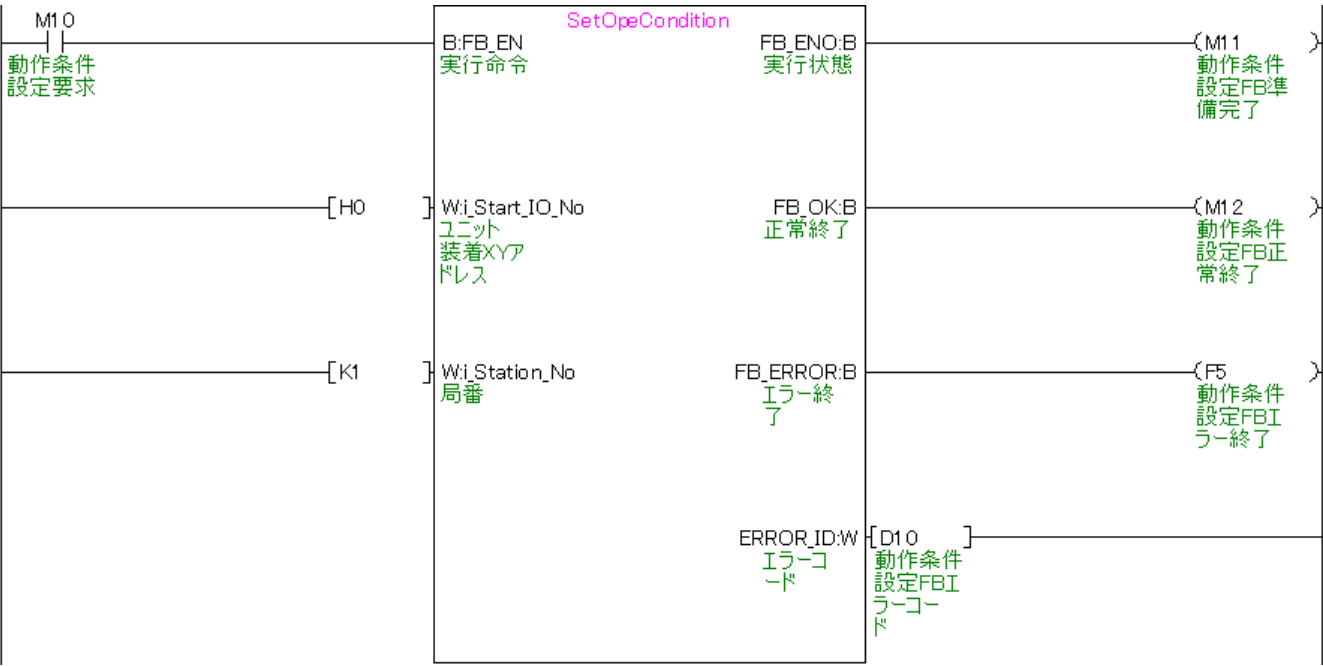 SetOpeCondition
M10
動作条件
設定要求
B:FB_EN
実行命令
FB_ENO:B
実行状態
M11
動作条件
設定FB準
備完了
H0
W:i_Start_IO_No
ユニット
装着XYア
ドレス
FB_OK:B
正常終了
M12
動作条件
設定FB正
常終了
K1
W:i_Station_No
局番
FB_ERROR:B
エラー終
了
F5
動作条件
設定FBエ
ラー終了
ERROR_ID:W
エラーコ
ード
D10
動作条件
設定FBエ
ラーコー
ド